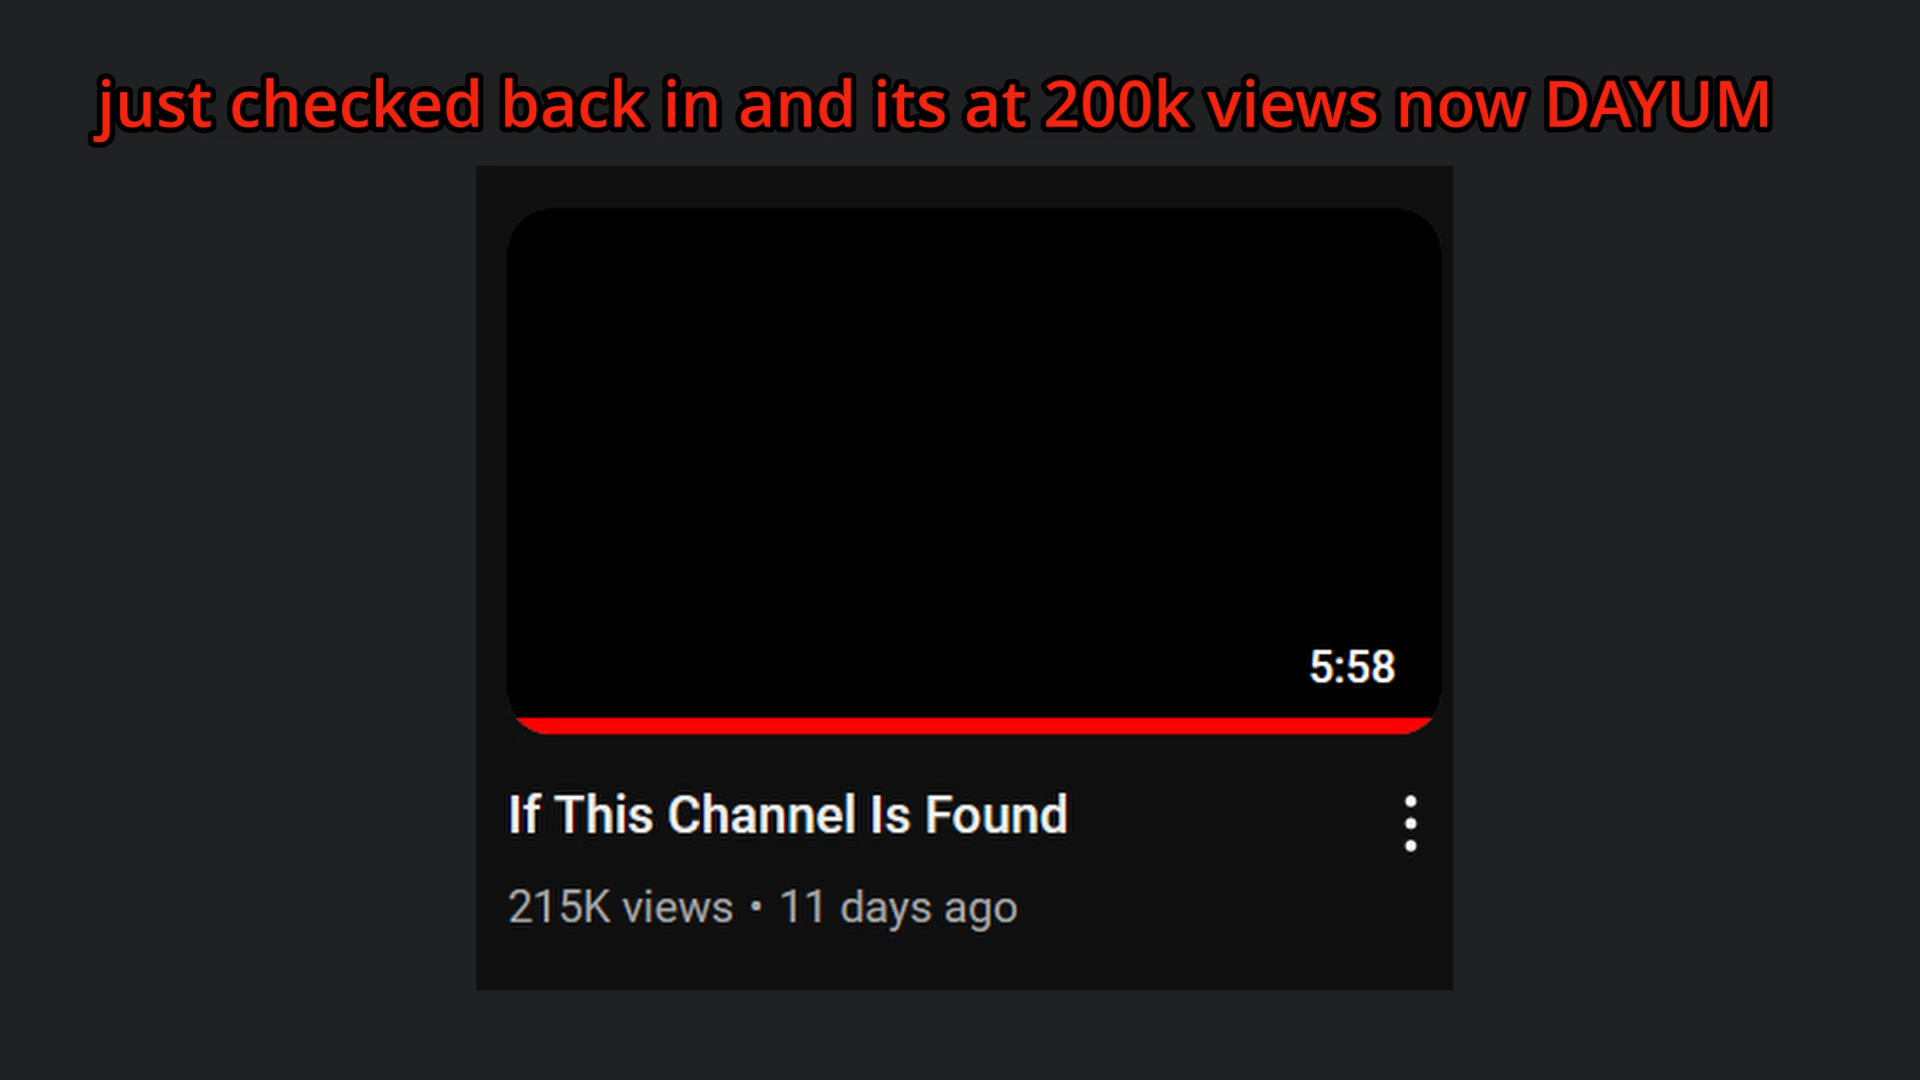 just checked back in and its at 200k views now DAYUM
5:58
If This Channel Is Found
215K views • 11 days ago